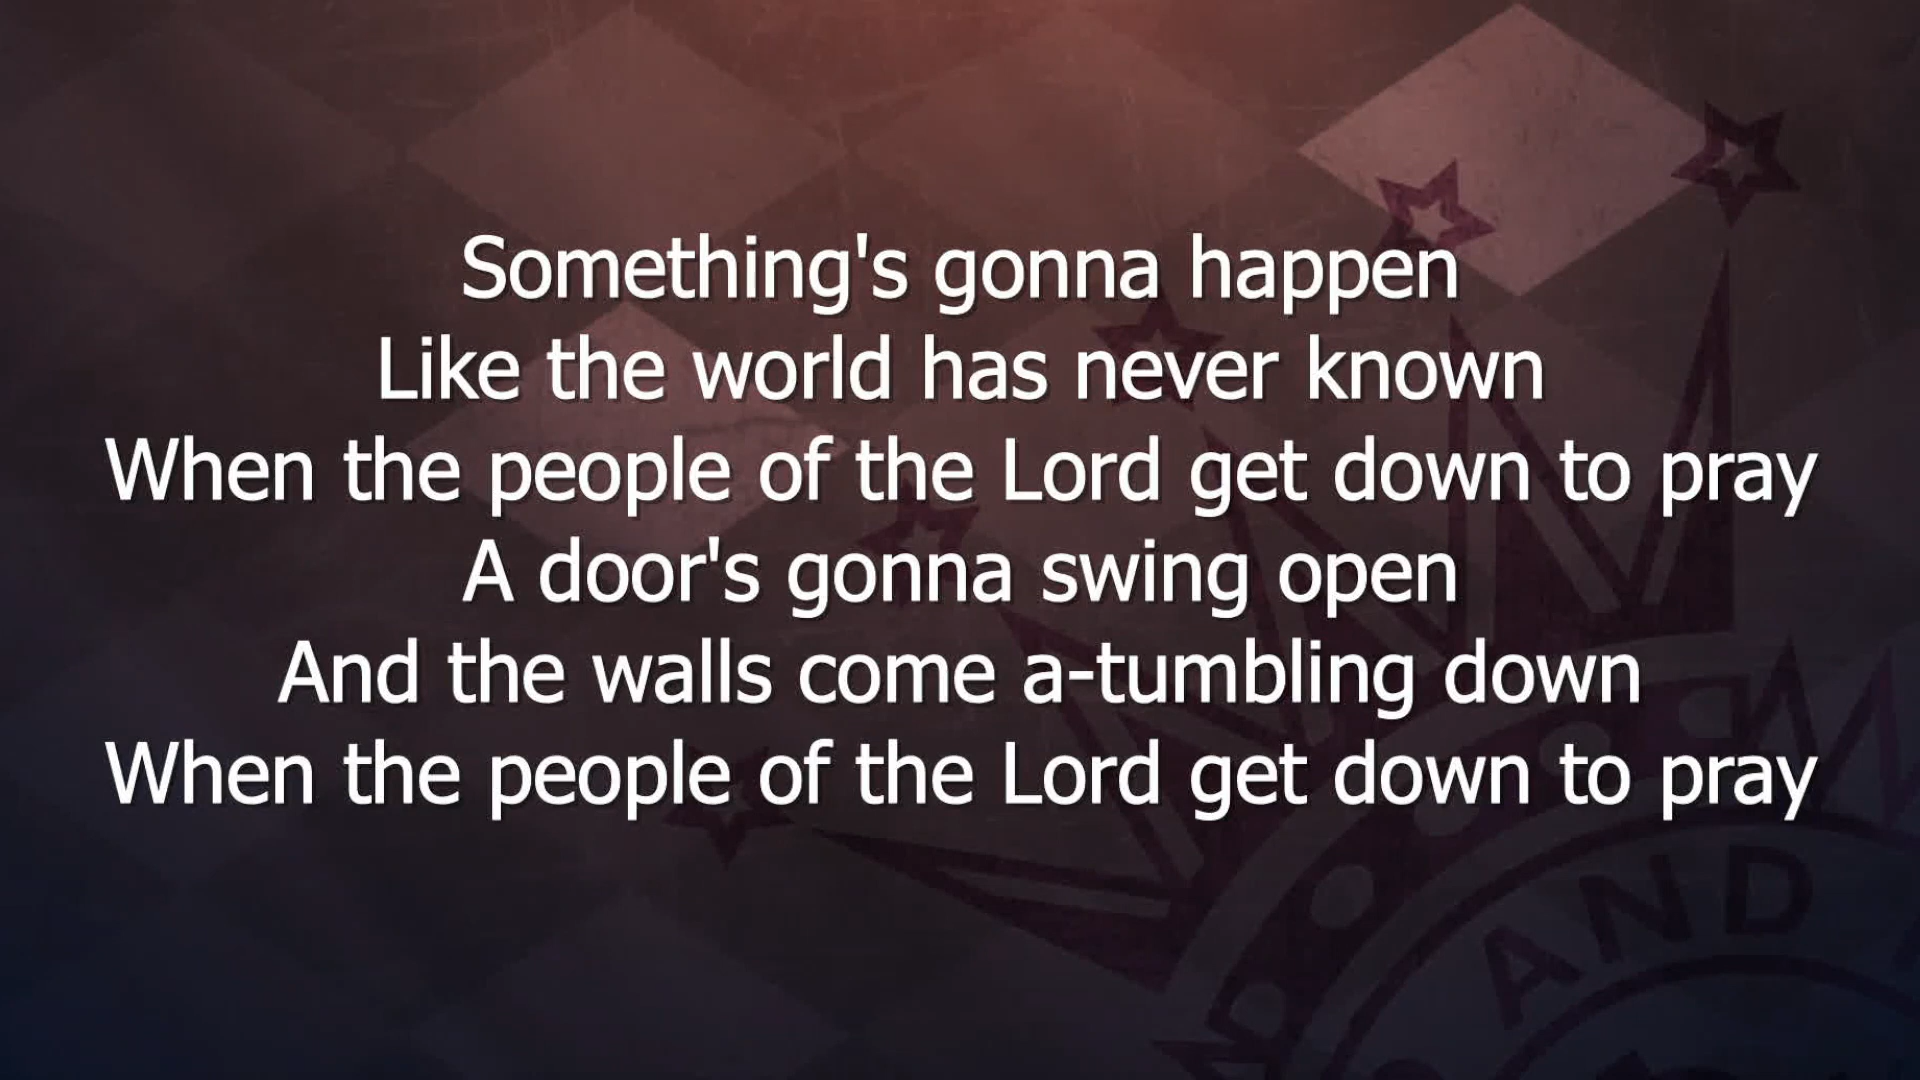 Something's gonna happen
Like the world has never known
When the people of the Lord get down to pray
A door's gonna swing open
And the walls come a-tumbling down
When the people of the Lord get down to pray
AND